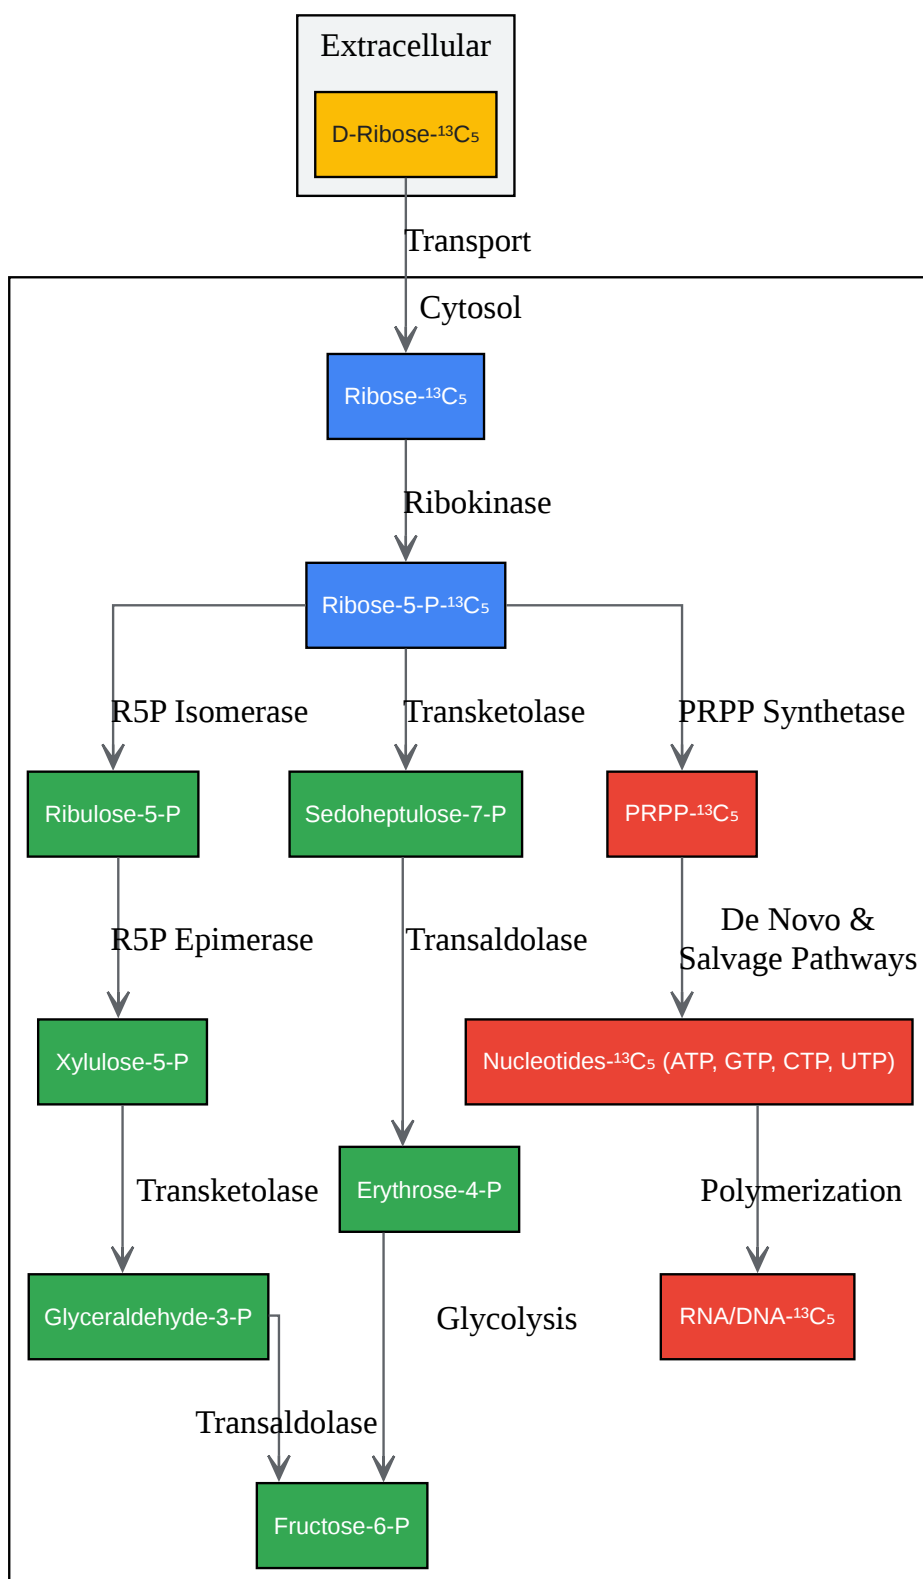 Extracellular
D-Ribose-¹³C₅
Transport
Cytosol
Ribose-¹³C₅
Ribokinase
Ribose-5-P-¹³C₅
R5P Isomerase
Transketolase
PRPP Synthetase
Ribulose-5-P
Sedoheptulose-7-P
PRPP-¹³C₅
R5P Epimerase
Transaldolase
De Novo &
Salvage Pathways
Xylulose-5-P
Nucleotides-¹³C₅ (ATP, GTP, CTP, UTP)
Transketolase
Erythrose-4-P
Polymerization
Glyceraldehyde-3-P
Glycolysis
RNA/DNA-¹³C₅
Transaldolase
Fructose-6-P